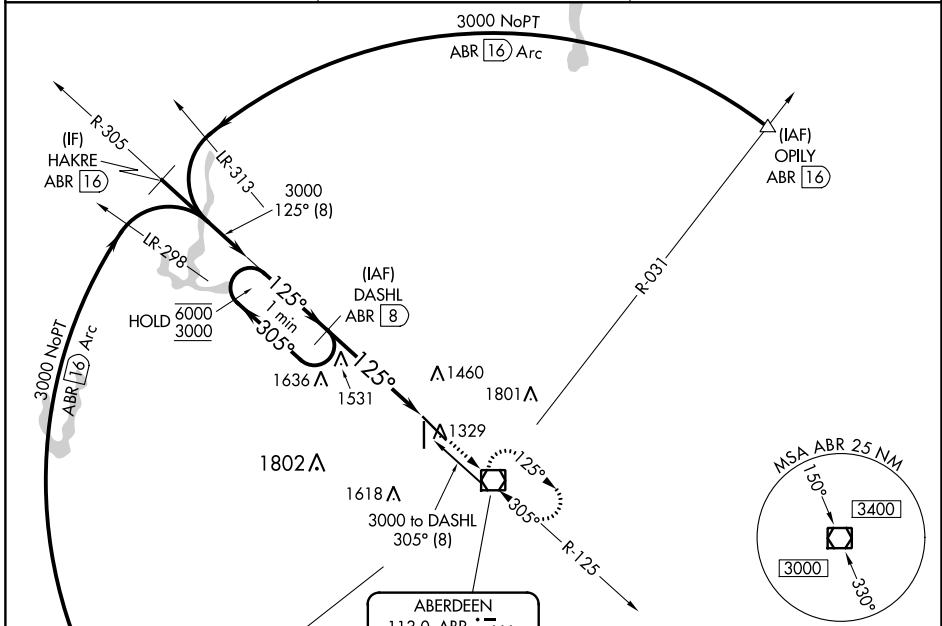 3000 NoPT
ABR 16 Arc
(IAF)
OPILY
ABR 16
R-305
(IF)
HAKRE
ABR 16
LR-313
3000
125° (8)
LR-298
R-031
(IAF)
DASHL
ABR 8
125°
1 min
305°
HOLD 6000
3000
3000 NoPT
ABR 16 Arc
125°
1636
1531
1460
1801
1329
1802
1618
125°
305°
3000 to DASHL
305° (8)
R-125
MSA ABR 25 NM
150°
3400
3000
330°
ABERDEEN
113.0 ABR